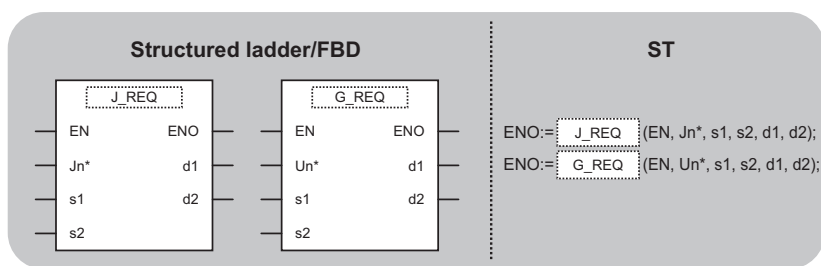 Structured ladder/FBD
ST
J_REQ
EN ENO
Jn* d1
s1 d2
s2
G_REQ
EN ENO
Un* d1
s1 d2
s2
ENO:= J_REQ (EN, Jn*, s1, s2, d1, d2);
ENO:= G_REQ (EN, Un*, s1, s2, d1, d2);